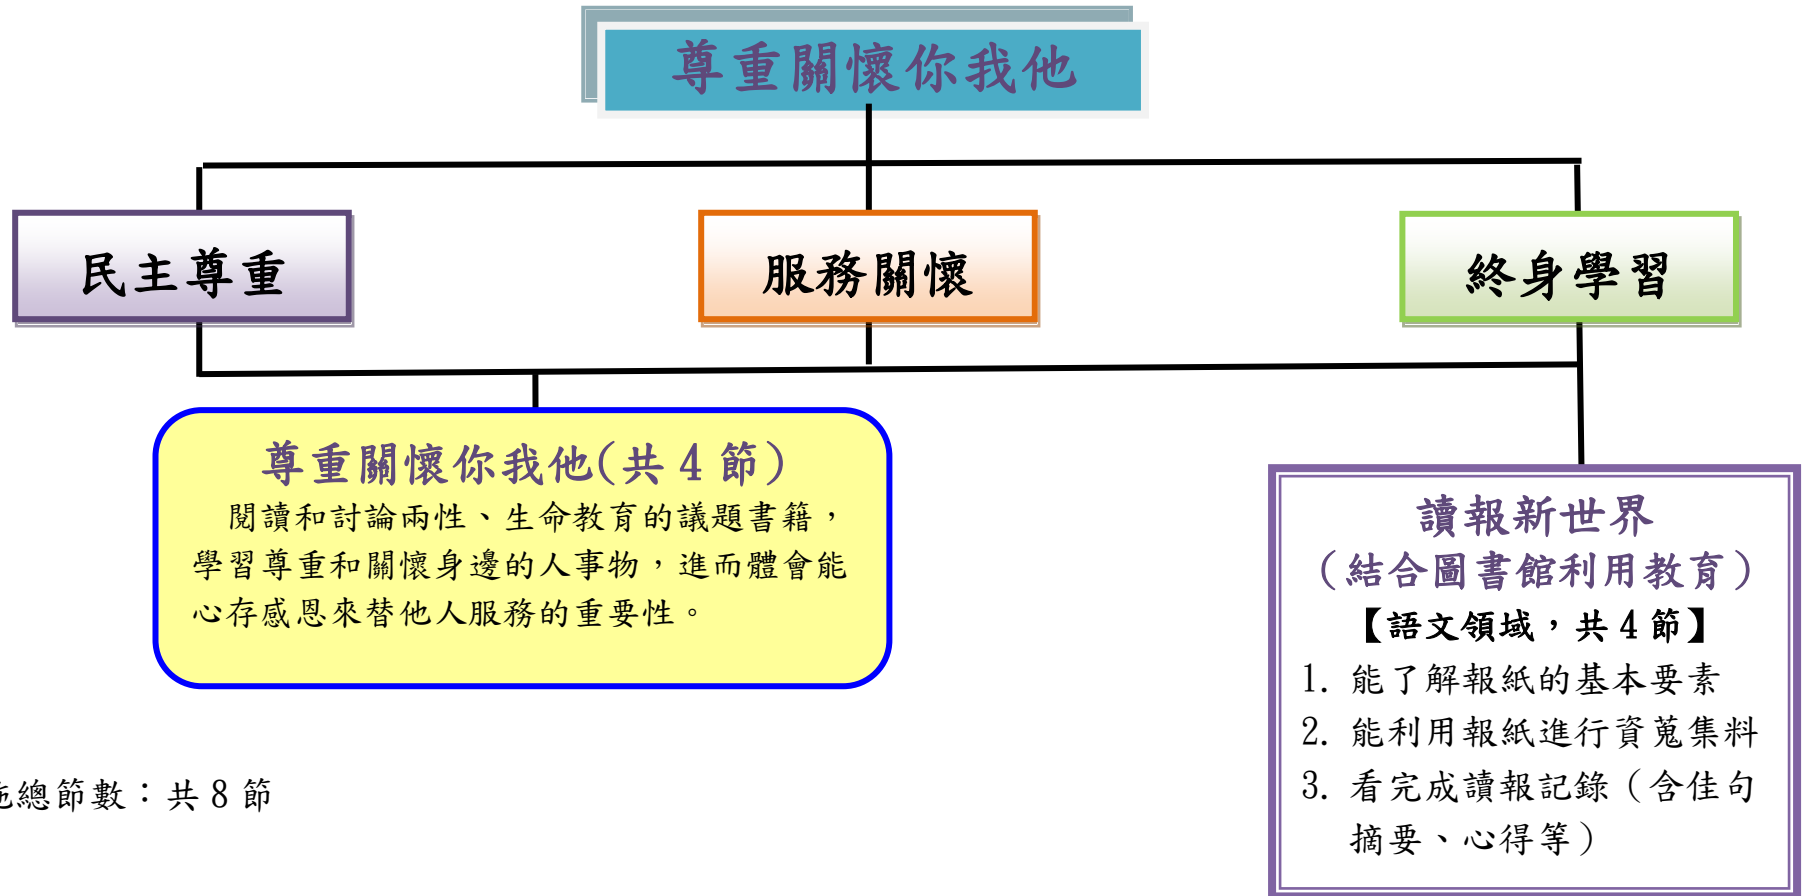 尊重關懷你我他
民主尊重
服務關懷
終身學習
尊重關懷你我他(共 4 節)
閱讀和討論兩性、生命教育的議題書籍，
學習尊重和關懷身邊的人事物，進而體會能
心存感恩來替他人服務的重要性。
讀報新世界
（結合圖書館利用教育）
【語文領域，共 4 節】
1. 能了解報紙的基本要素
2. 能利用報紙進行資蒐集料
3. 看完成讀報記錄（含佳句
摘要、心得等）
總節數：共 8 節